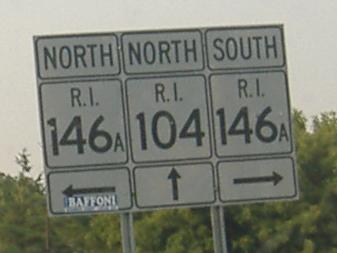 NORTH NORTH SOUTH
R.I. R.I. R.I.
146A 104 146A
BAFFONI